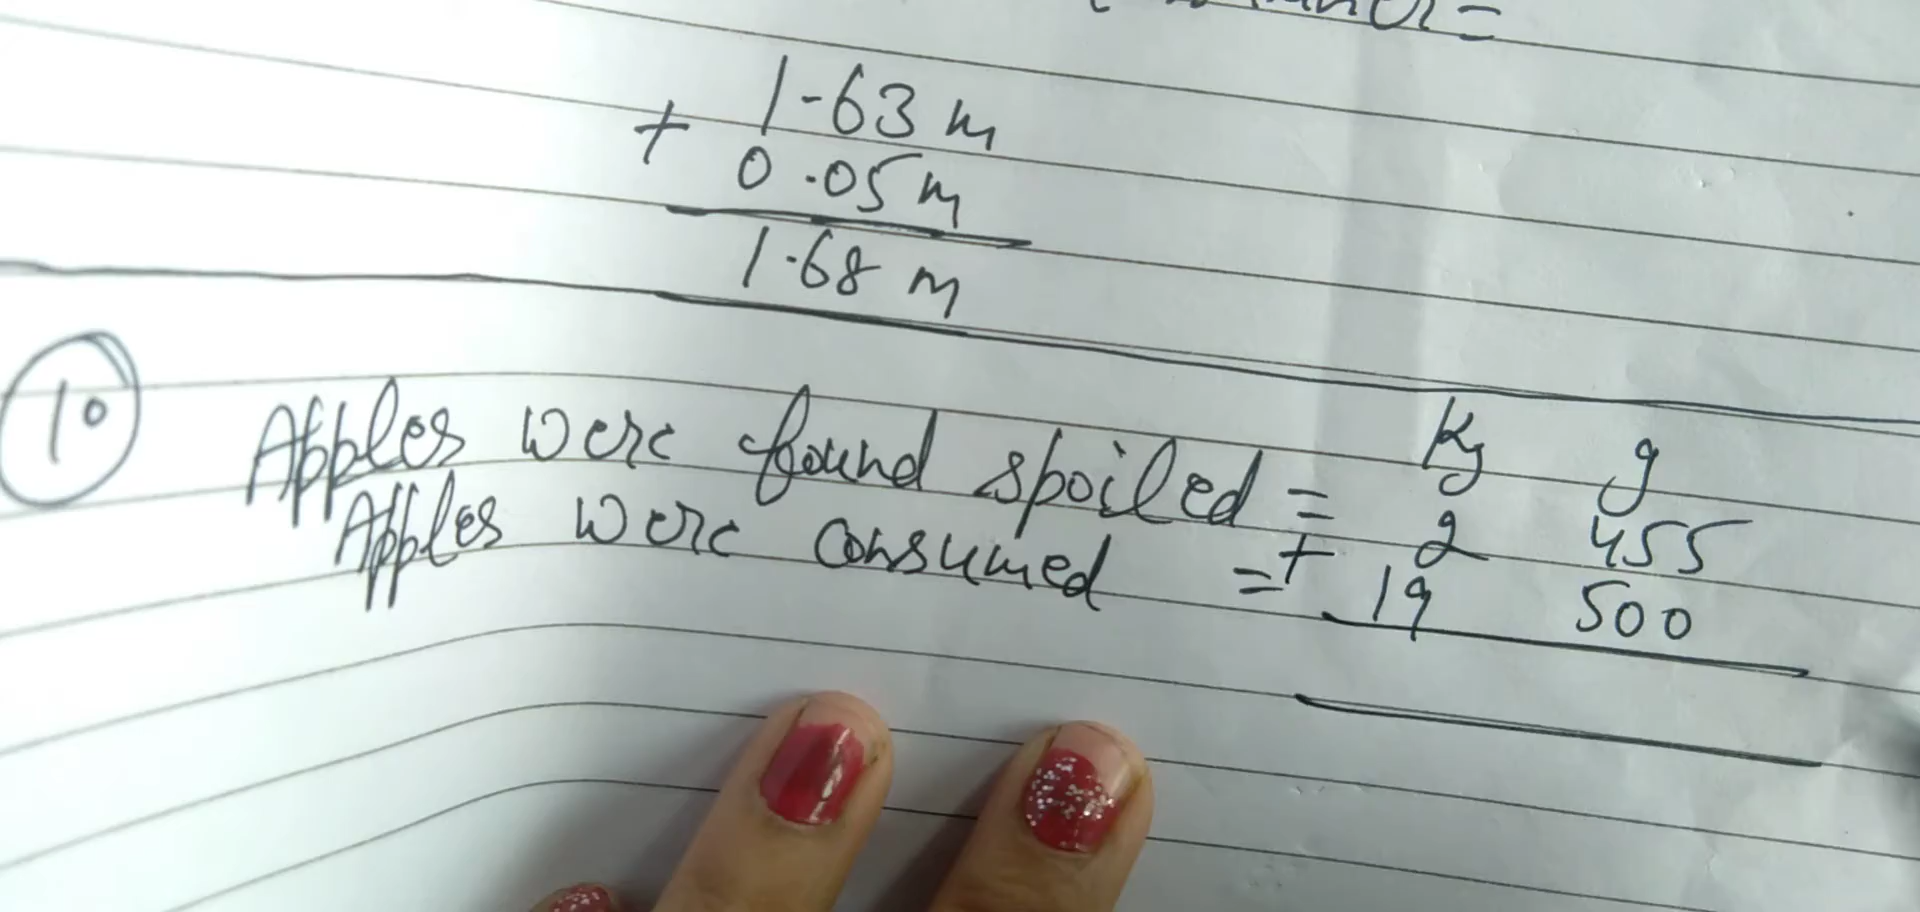 1.63 m
+ 0.05 m
1.68 m
10 Apples were found spoiled = Kg g
2 455
Apples were consumed =+ 19 500